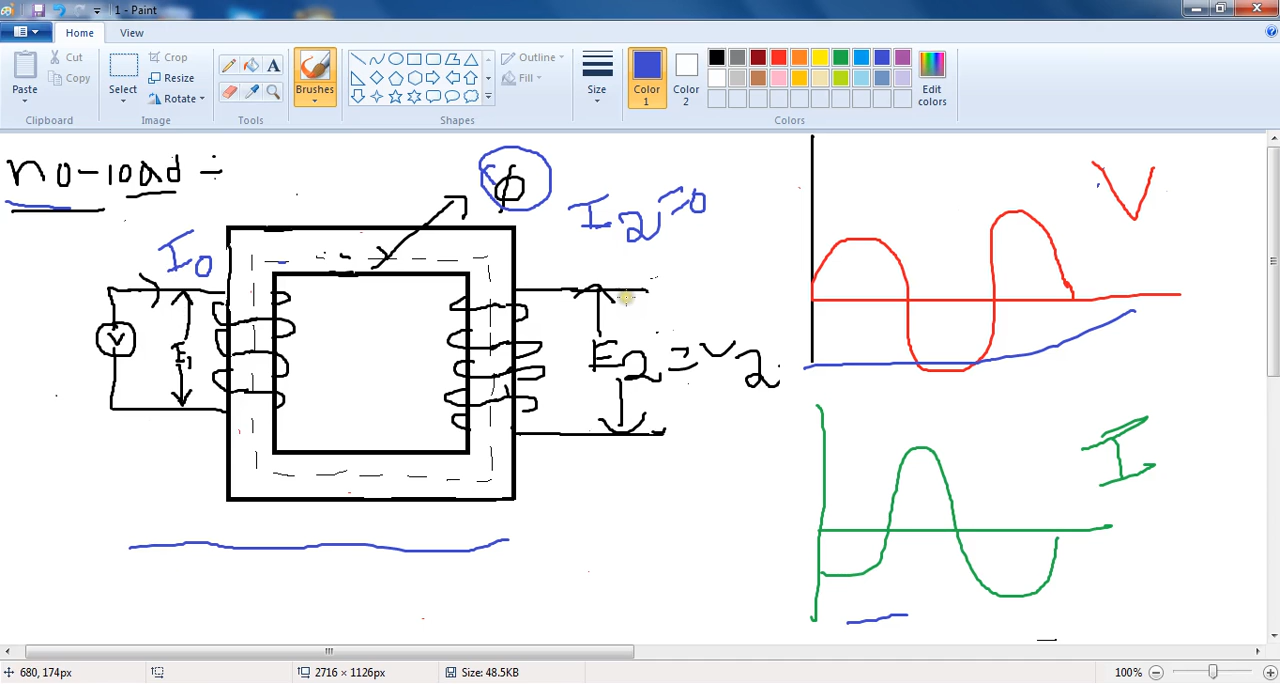 1 - Paint
Home
View
Paste
Cut
Copy
Clipboard
Select
Crop
Resize
Rotate
Image
A
Tools
Brushes
Shapes
Outline
Fill
Size
Color 1
Color 2
Edit colors
Colors
no-load ÷
ϕ
I2=0
I0
V
E1
E2=V2
V
I
680, 174px
2716 × 1126px
Size: 48.5KB
100%